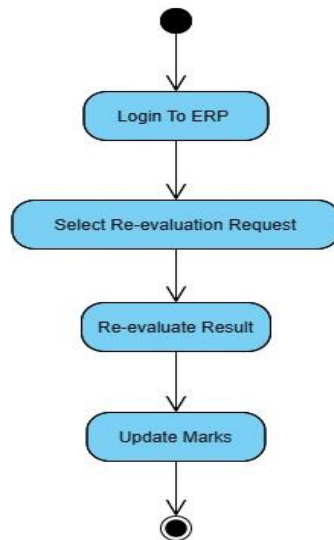 Login To ERP
Select Re-evaluation Request
Re-evaluate Result
Update Marks